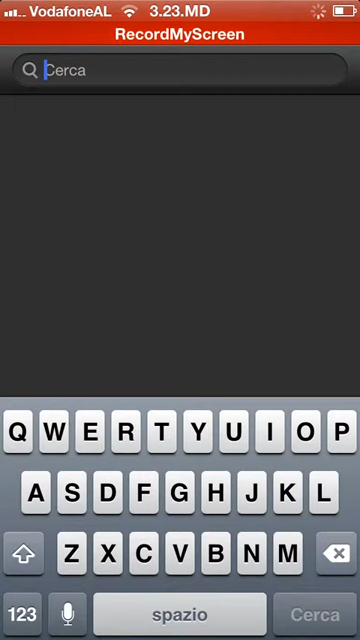 VodafoneAL 3.23.MD
RecordMyScreen
Cerca
Q W E R T Y U I O P
A S D F G H J K L
Z X C V B N M
123 spazio Cerca